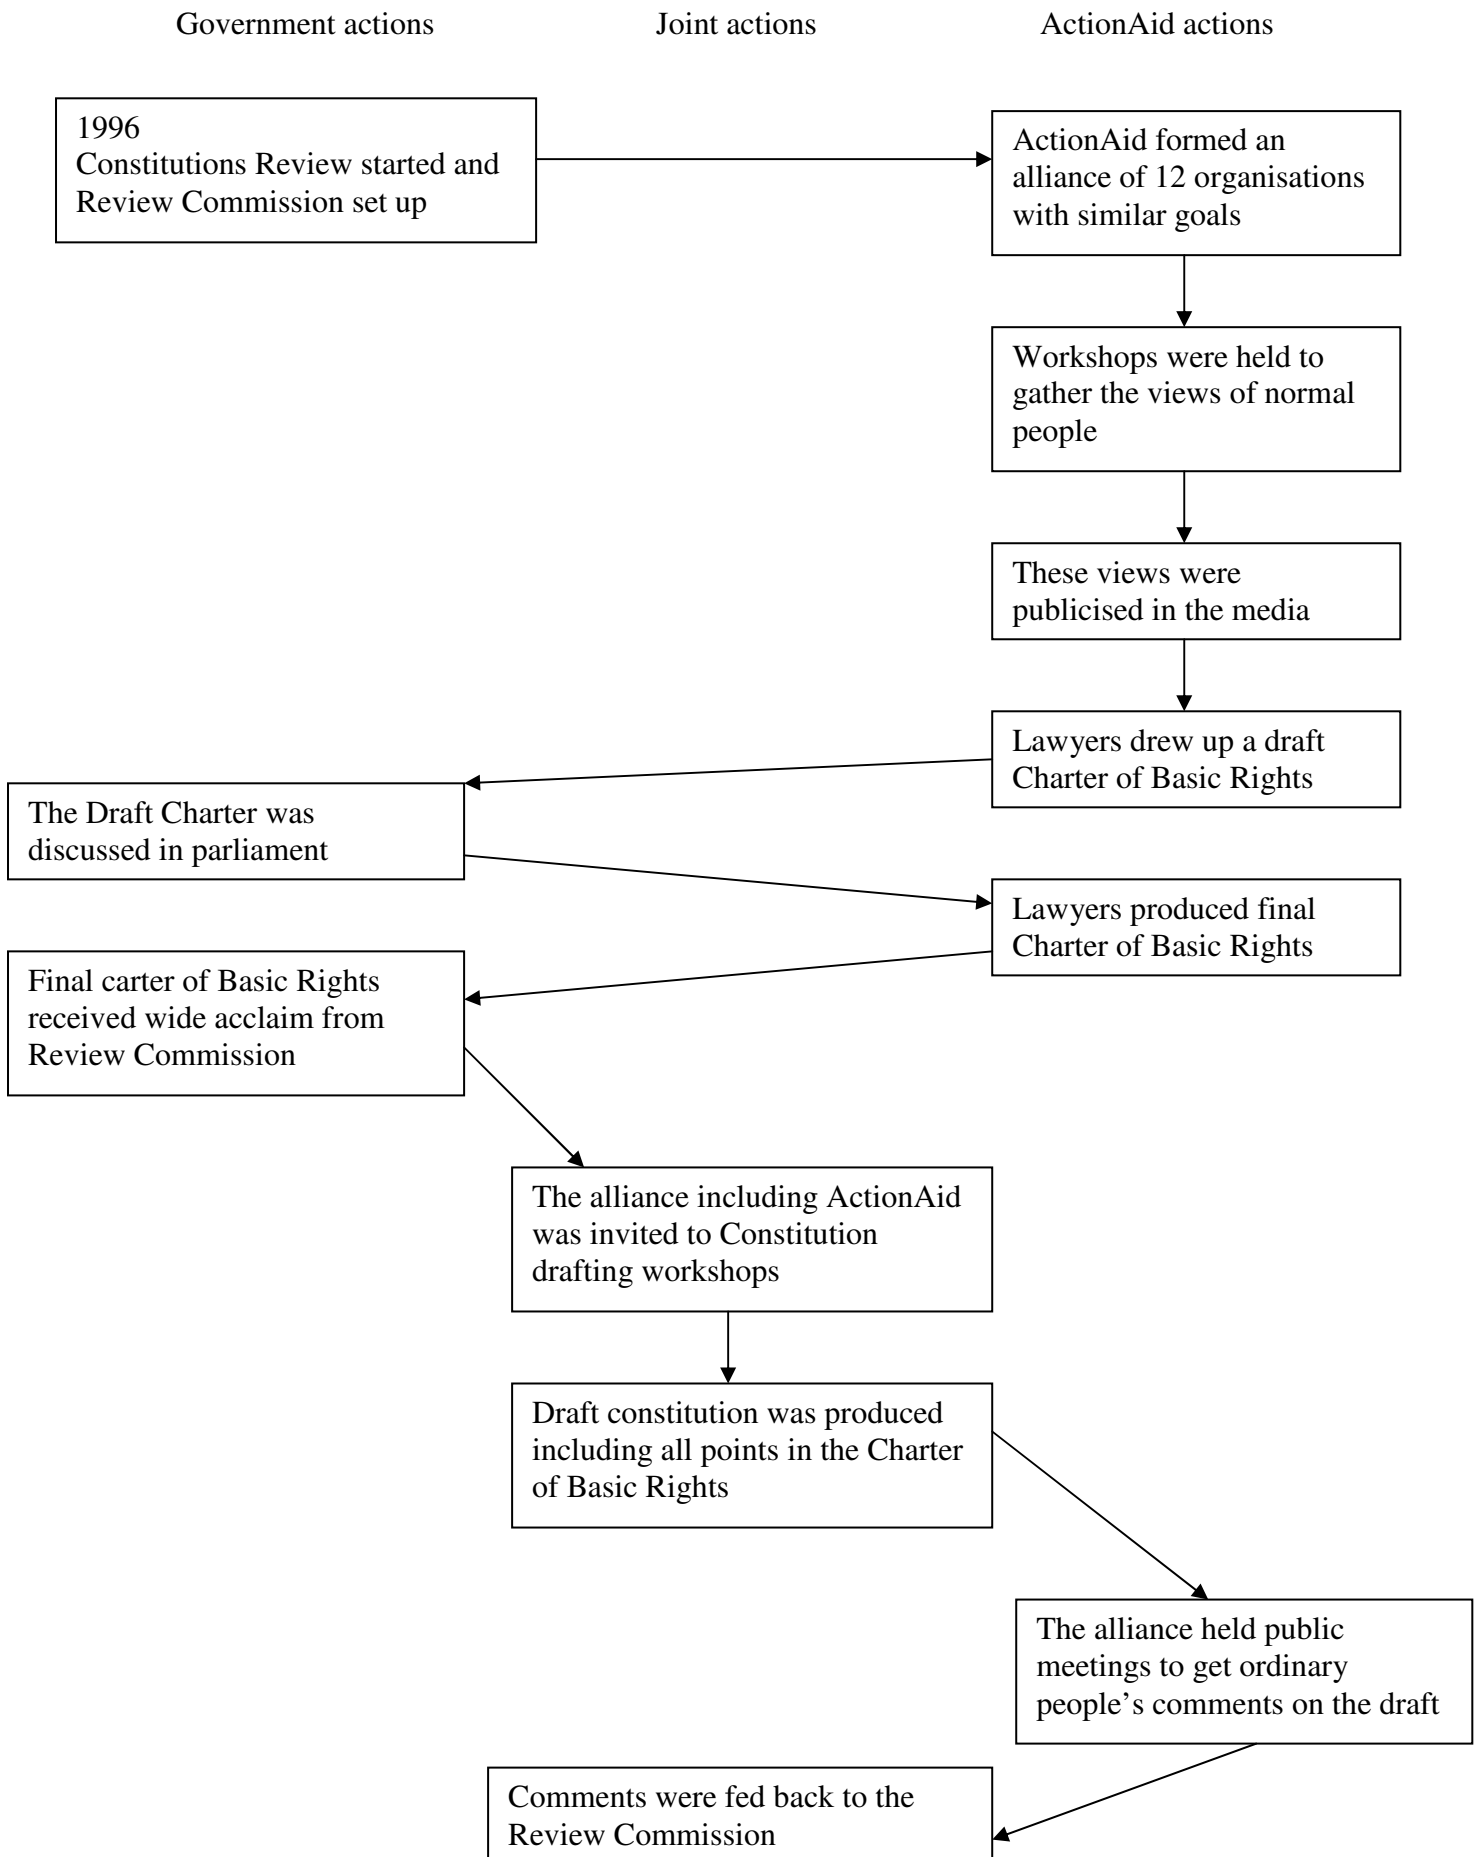 Government actions
Joint actions
ActionAid actions
1996
Constitutions Review started and
Review Commission set up
ActionAid formed an
alliance of 12 organisations
with similar goals
Workshops were held to
gather the views of normal
people
These views were
publicised in the media
Lawyers drew up a draft
Charter of Basic Rights
The Draft Charter was
discussed in parliament
Lawyers produced final
Charter of Basic Rights
Final carter of Basic Rights
received wide acclaim from
Review Commission
The alliance including ActionAid
was invited to Constitution
drafting workshops
Draft constitution was produced
including all points in the Charter
of Basic Rights
The alliance held public
meetings to get ordinary
people’s comments on the draft
Comments were fed back to the
Review Commission